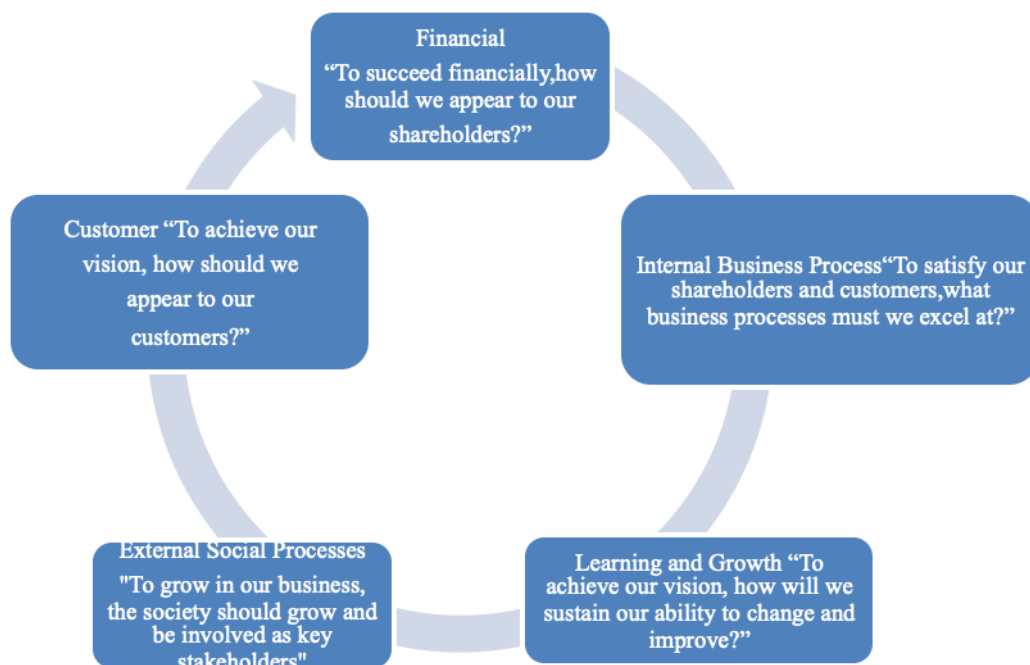 Financial
“To succeed financially,how
should we appear to our
shareholders?”
Customer “To achieve our
vision, how should we
appear to our
customers?”
Internal Business Process“To satisfy our
shareholders and customers,what
business processes must we excel at?”
External Social Processes
"To grow in our business,
the society should grow and
be involved as key
stakeholders"
Learning and Growth “To
achieve our vision, how will we
sustain our ability to change and
improve?”